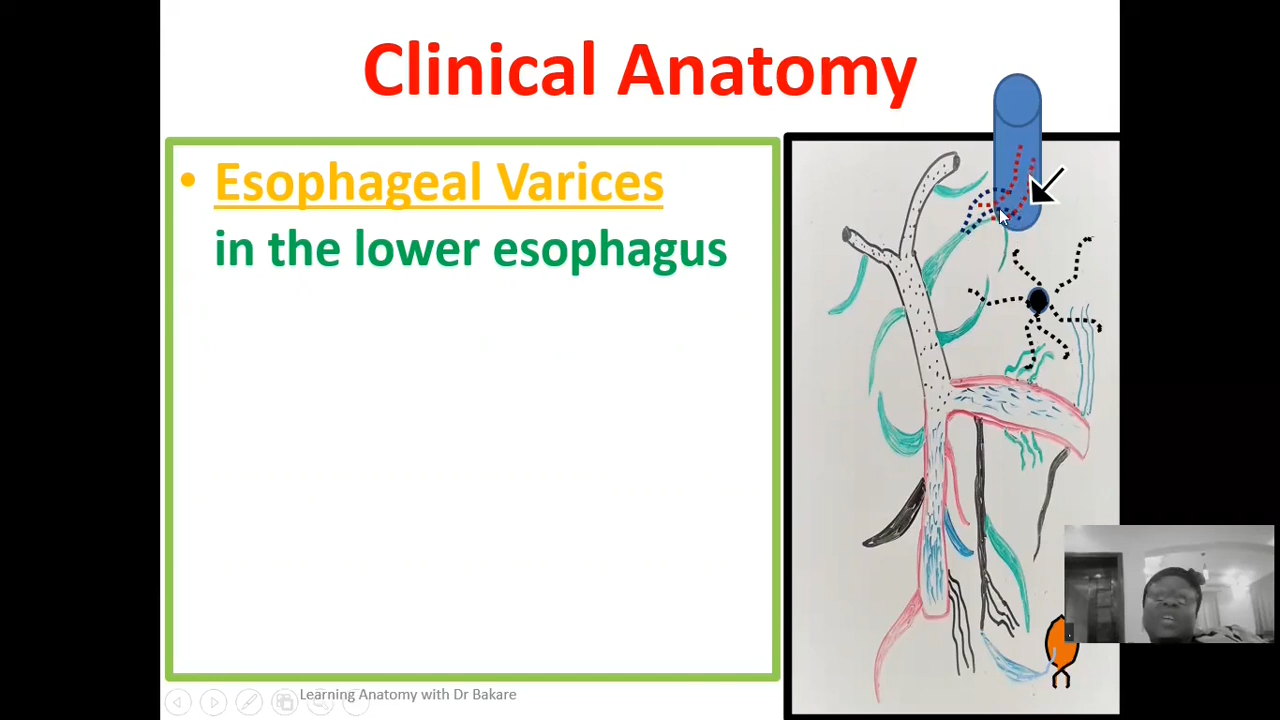 Clinical Anatomy
• Esophageal Varices
in the lower esophagus
Learning Anatomy with Dr Bakare